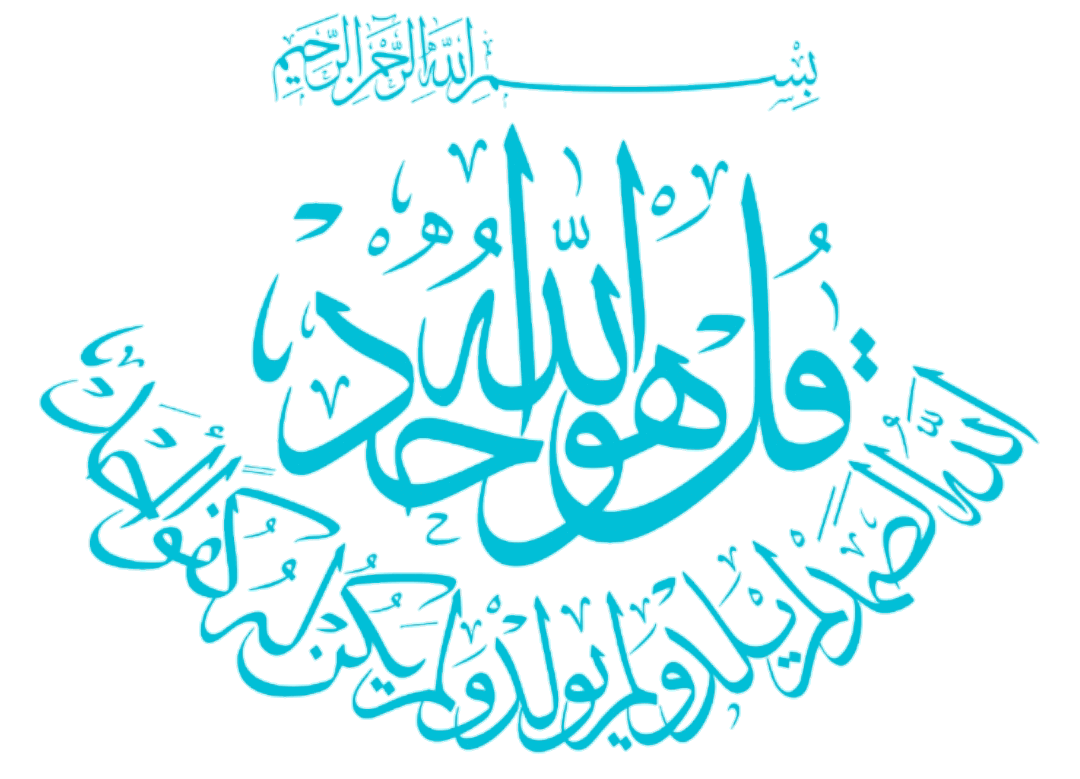 بِسْمِ اللَّهِ الرَّحْمَٰنِ الرَّحِيمِ
قُلْ هُوَ اللَّهُ أَحَدٌ
اللَّهُ الصَّمَدُ لَمْ يَلِدْ وَلَمْ يُولَدْ وَلَمْ يَكُنْ لَهُ كُفُوًا أَحَدٌ